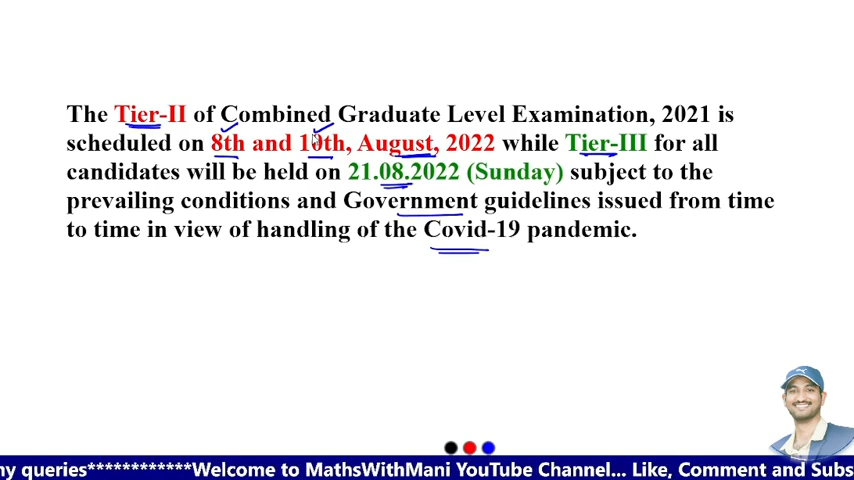 The Tier-II of Combined Graduate Level Examination, 2021 is
scheduled on 8th and 10th, August, 2022 while Tier-III for all
candidates will be held on 21.08.2022 (Sunday) subject to the
prevailing conditions and Government guidelines issued from time
to time in view of handling of the Covid-19 pandemic.
ny queries************Welcome to MathsWithMani YouTube Channel... Like, Comment and Subs